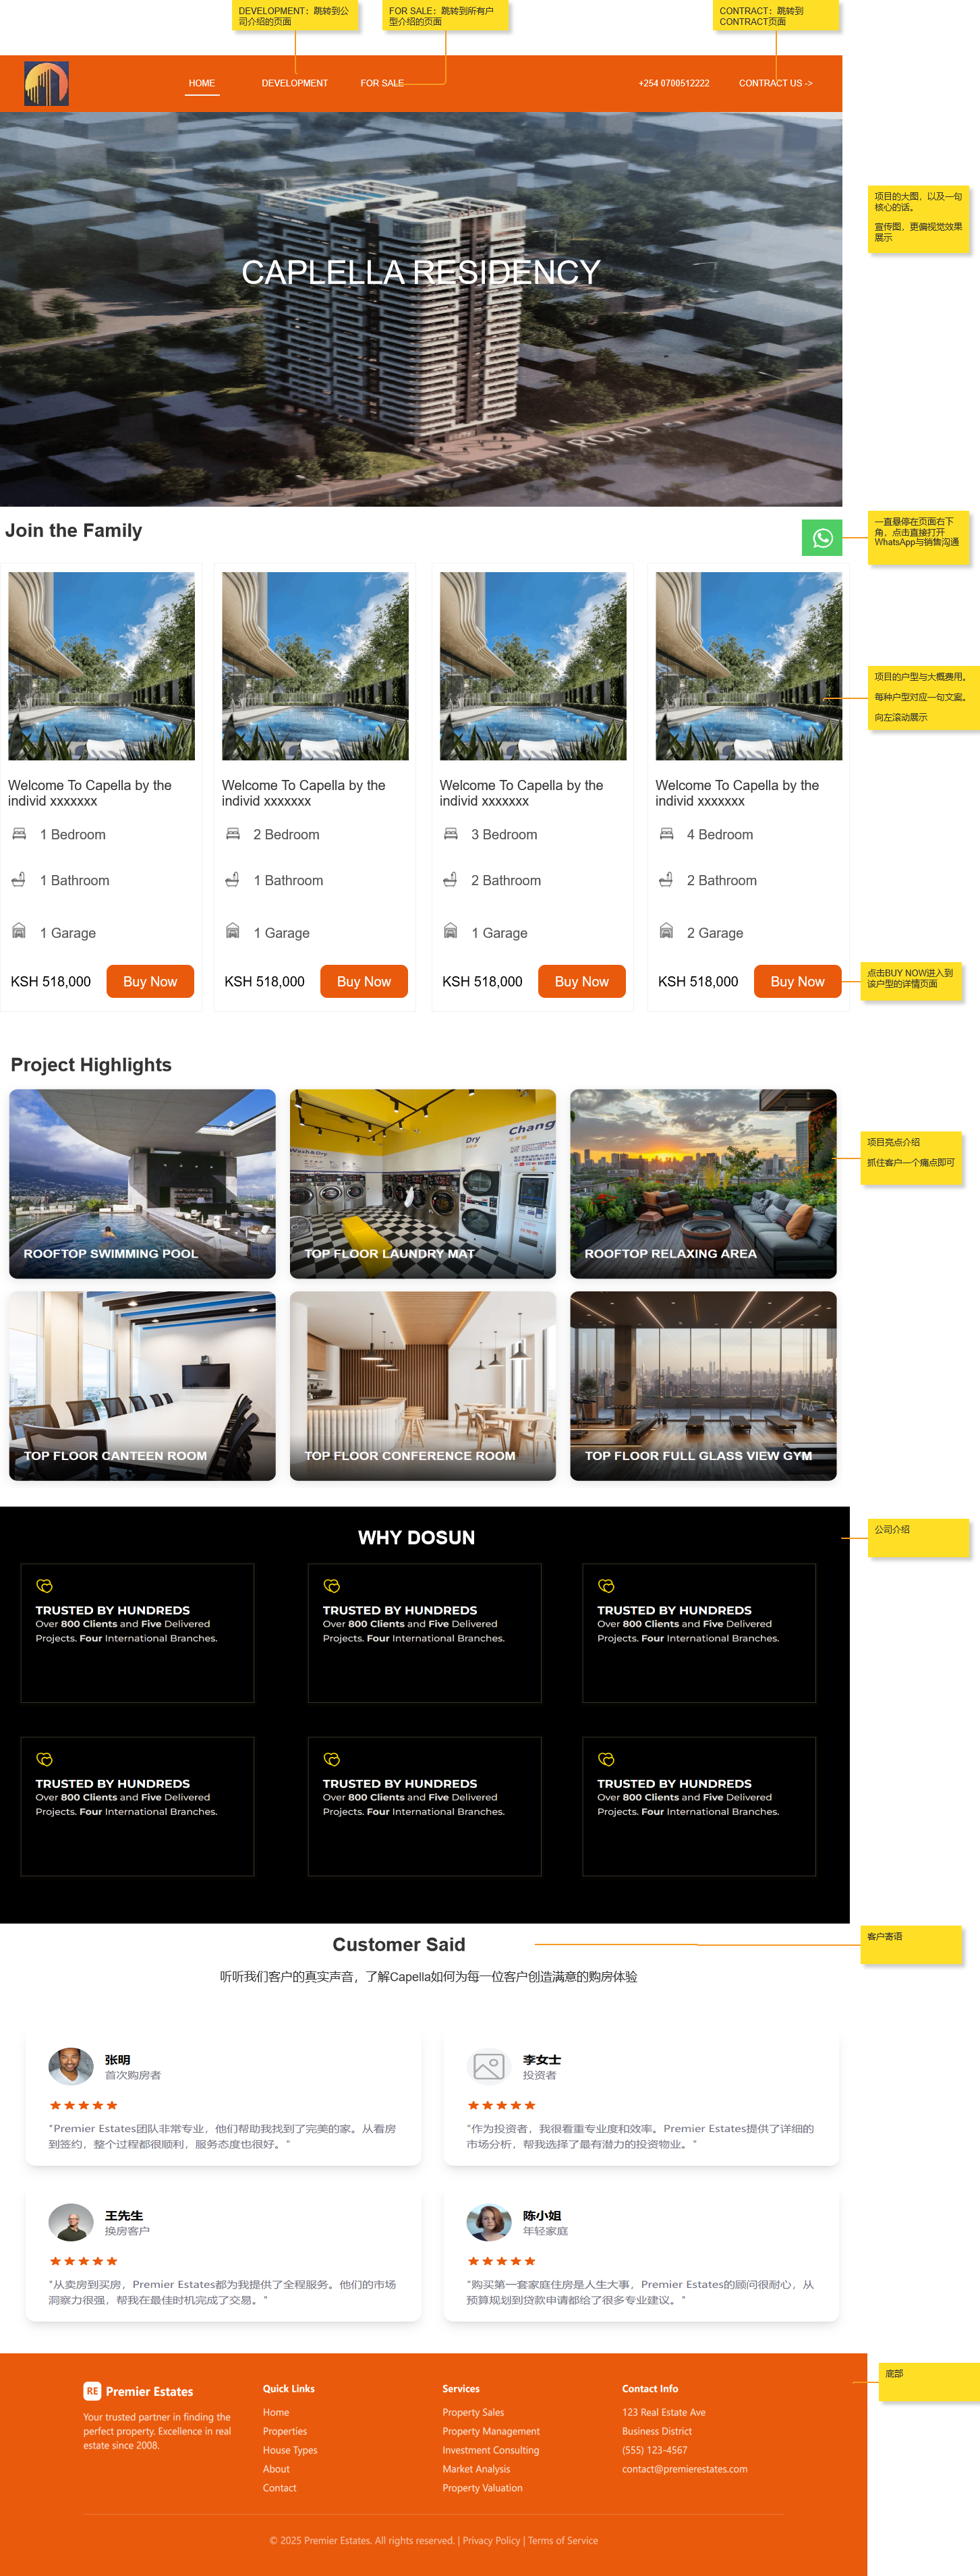 DEVELOPMENT：跳转到公
司介绍的页面
FOR SALE：跳转到所有户
型介绍的页面
CONTRACT：跳转到
CONTRACT页面
HOME
DEVELOPMENT
FOR SALE
+254 0700512222
CONTRACT US ->
项目的大图，以及一句
核心的话。
宣传图，更偏视觉效果
展示
CAPLELLA RESIDENCY
ROAD
Join the Family
一直悬停在页面右下
角，点击直接打开
WhatsApp与销售沟通
项目的户型与大概费用。
每种户型对应一句文案。
向左滚动展示
Welcome To Capella by the
individ xxxxxxx
1 Bedroom
1 Bathroom
1 Garage
KSH 518,000
Buy Now
Welcome To Capella by the
individ xxxxxxx
2 Bedroom
1 Bathroom
1 Garage
KSH 518,000
Buy Now
Welcome To Capella by the
individ xxxxxxx
3 Bedroom
2 Bathroom
1 Garage
KSH 518,000
Buy Now
Welcome To Capella by the
individ xxxxxxx
4 Bedroom
2 Bathroom
2 Garage
KSH 518,000
Buy Now
点击BUY NOW进入到
该户型的详情页面
Project Highlights
项目亮点介绍
抓住客户一个痛点即可
Wash&Dry
Dry
Chang
ROOFTOP SWIMMING POOL
TOP FLOOR LAUNDRY MAT
ROOFTOP RELAXING AREA
TOP FLOOR CANTEEN ROOM
TOP FLOOR CONFERENCE ROOM
TOP FLOOR FULL GLASS VIEW GYM
公司介绍
WHY DOSUN
TRUSTED BY HUNDREDS
Over 800 Clients and Five Delivered
Projects. Four International Branches.
TRUSTED BY HUNDREDS
Over 800 Clients and Five Delivered
Projects. Four International Branches.
TRUSTED BY HUNDREDS
Over 800 Clients and Five Delivered
Projects. Four International Branches.
TRUSTED BY HUNDREDS
Over 800 Clients and Five Delivered
Projects. Four International Branches.
TRUSTED BY HUNDREDS
Over 800 Clients and Five Delivered
Projects. Four International Branches.
TRUSTED BY HUNDREDS
Over 800 Clients and Five Delivered
Projects. Four International Branches.
客户寄语
Customer Said
听听我们客户的真实声音，了解Capella如何为每一位客户创造满意的购房体验
张明
首次购房者
"Premier Estates团队非常专业，他们帮助我找到了完美的家。从看房
到签约，整个过程都很顺利，服务态度也很好。"
李女士
投资者
"作为投资者，我很看重专业度和效率。Premier Estates提供了详细的
市场分析，帮我选择了最有潜力的投资物业。"
王先生
换房客户
"从卖房到买房，Premier Estates都为我提供了全程服务。他们的市场
洞察力很强，帮我在最佳时机完成了交易。"
陈小姐
年轻家庭
"购买第一套家庭住房是人生大事，Premier Estates的顾问很耐心，从
预算规划到贷款申请都给了很多专业建议。"
底部
RE Premier Estates
Your trusted partner in finding the
perfect property. Excellence in real
estate since 2008.
Quick Links
Home
Properties
House Types
About
Contact
Services
Property Sales
Property Management
Investment Consulting
Market Analysis
Property Valuation
Contact Info
123 Real Estate Ave
Business District
(555) 123-4567
contact@premierestates.com
© 2025 Premier Estates. All rights reserved. | Privacy Policy | Terms of Service